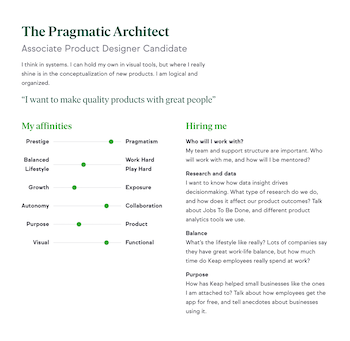 The Pragmatic Architect
Associate Product Designer Candidate
I think in systems. I can hold my own in visual tools, but where I really
shine is in the conceptualization of new products. I am logical and
organized.
“I want to make quality products with great people”
My affinities
Prestige Pragmatism
Balanced Lifestyle Work Hard Play Hard
Growth Exposure
Autonomy Collaboration
Purpose Product
Visual Functional
Hiring me
Who will I work with?
My team and support structure are important. Who
will work with me, and how will I be mentored?
Research and data
I want to know how data insight drives
decisionmaking. What type of research do we do,
and how does it affect our product outcomes? Talk
about Jobs To Be Done, and different product
analytics tools we use.
Balance
What's the lifestyle really like? Lots of companies say
they have great work-life balance, but how much
time do Keap employees really spend at work?
Purpose
How has Keap helped small businesses like the ones
I am attached to? Talk about how employees get the
app for free, and tell anecdotes about businesses
using it.